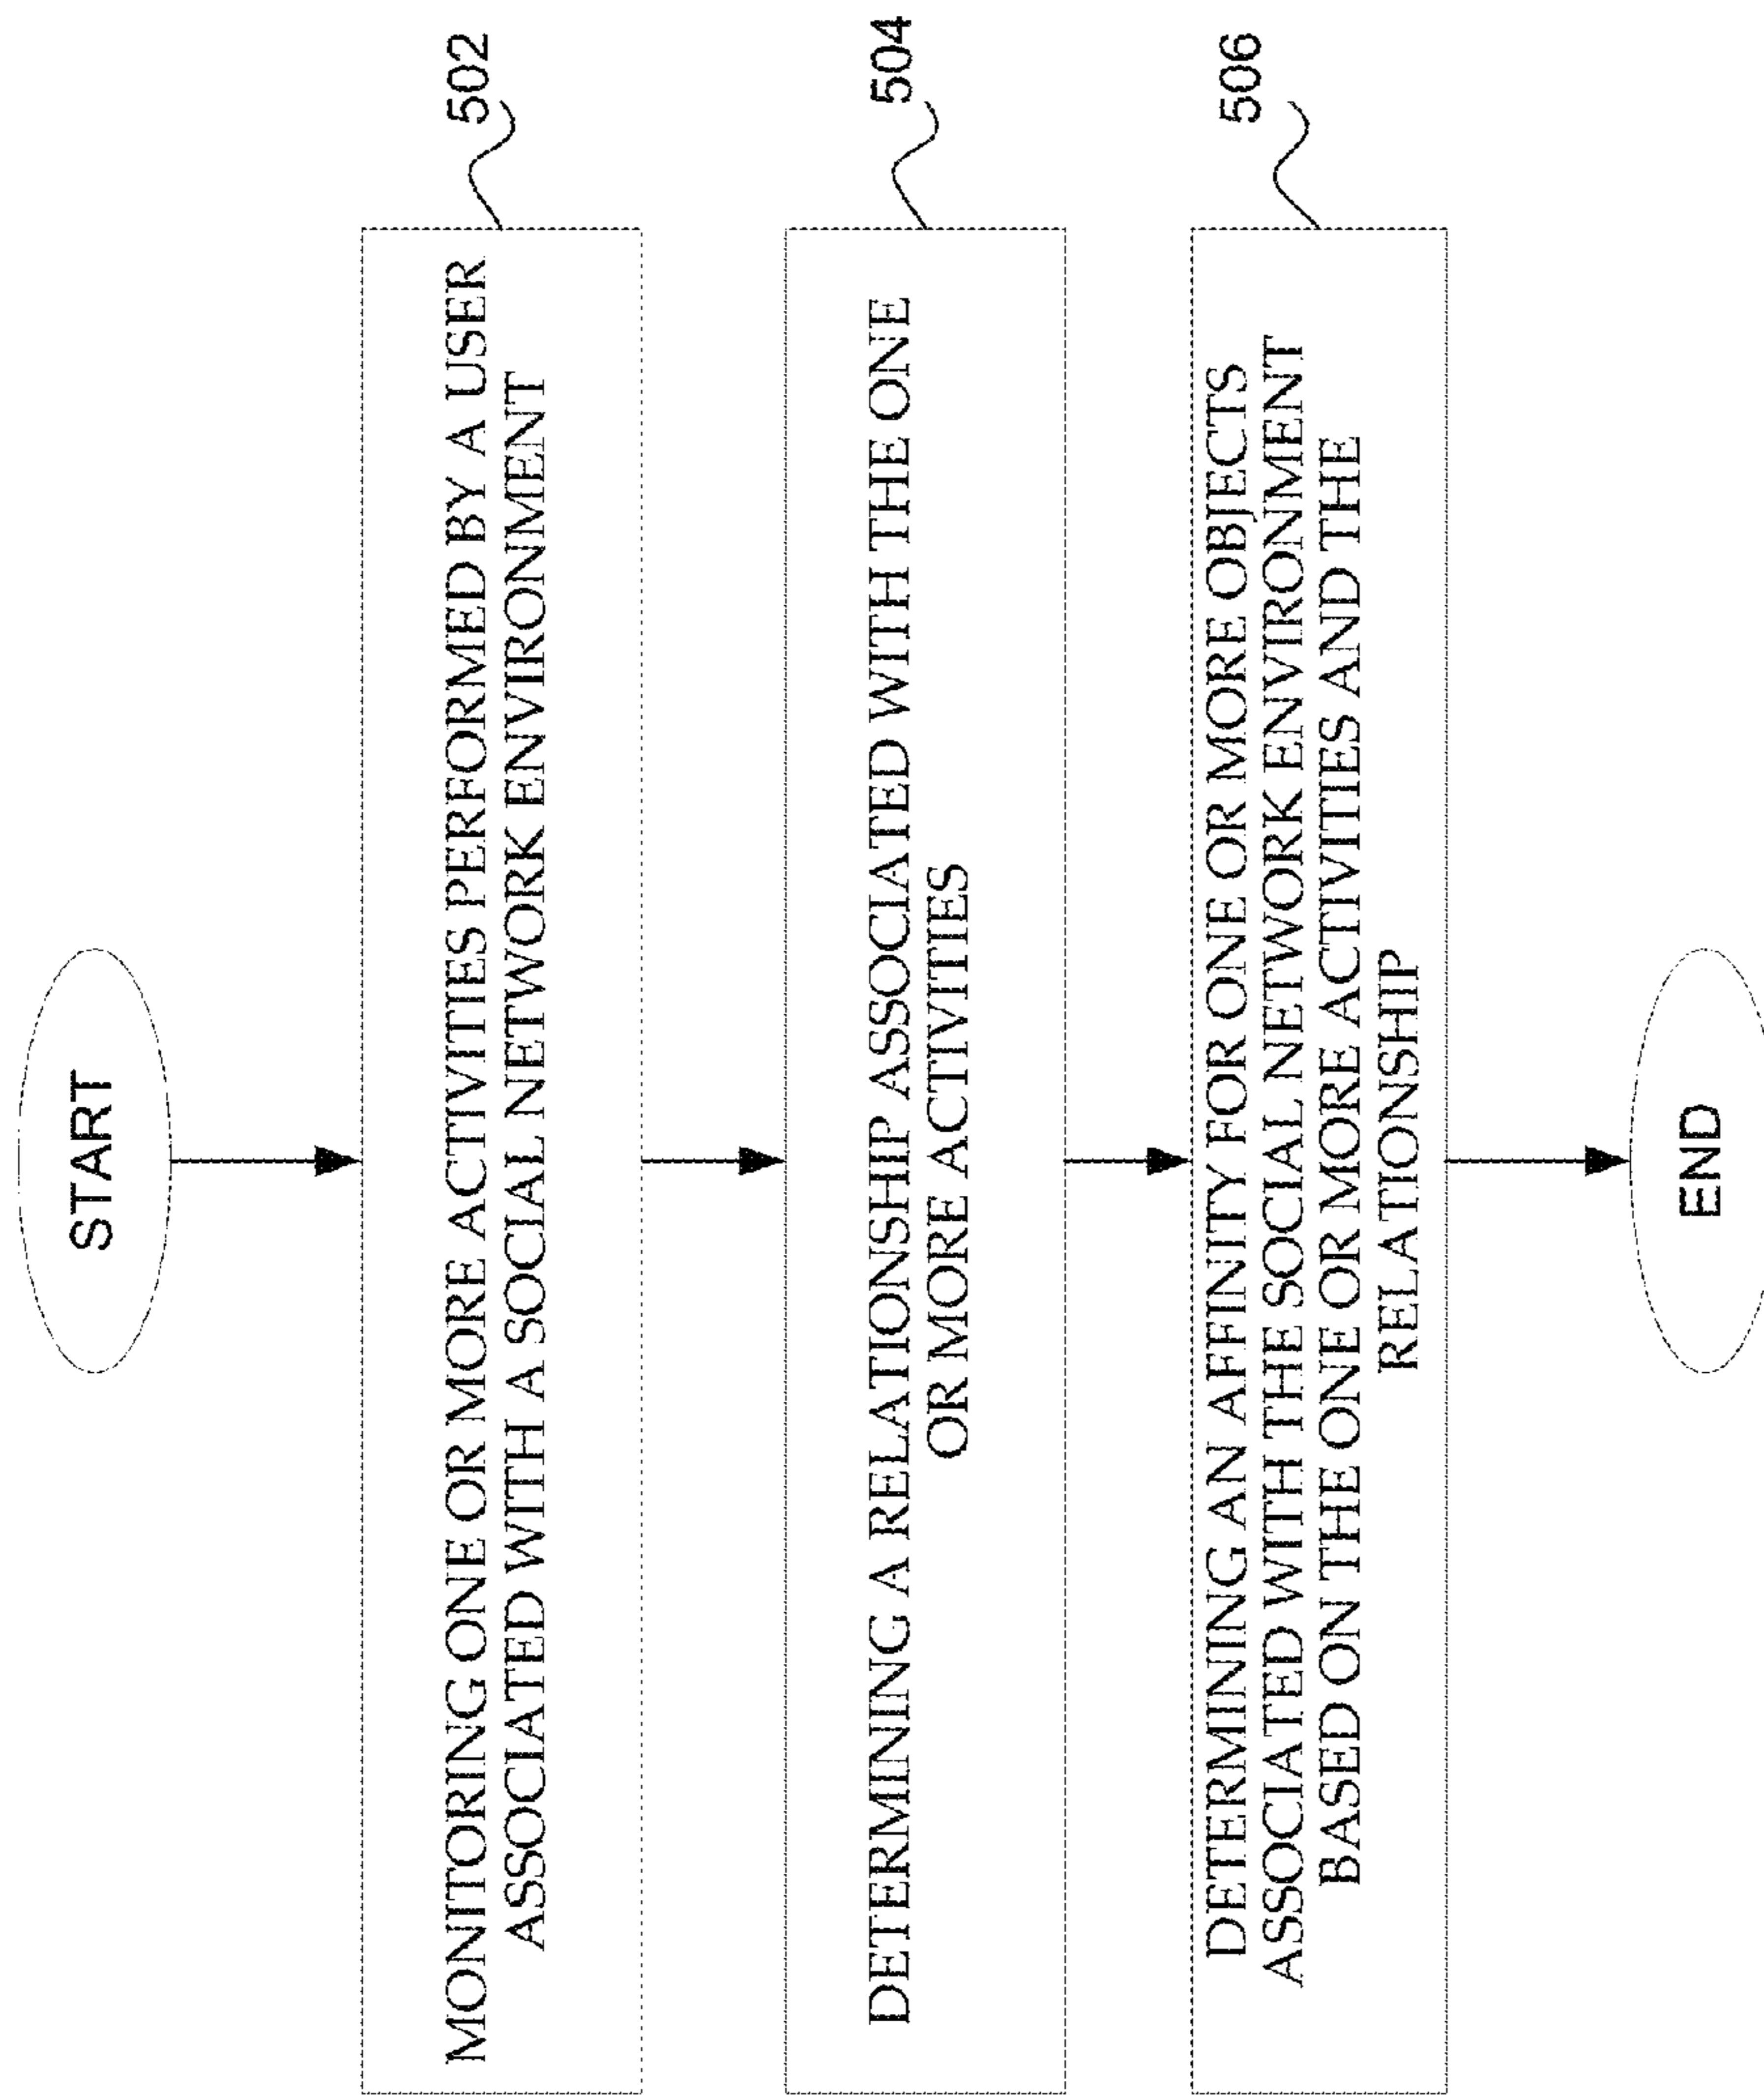 START
502
MONITORING ONE OR MORE ACTIVITIES PERFORMED BY A USER
ASSOCIATED WITH A SOCIAL NETWORK ENVIRONMENT
504
DETERMINING A RELATIONSHIP ASSOCIATED WITH THE ONE
OR MORE ACTIVITIES
506
DETERMINING AN AFFINITY FOR ONE OR MORE OBJECTS
ASSOCIATED WITH THE SOCIAL NETWORK ENVIRONMENT
BASED ON THE ONE OR MORE ACTIVITIES AND THE
RELATIONSHIP
END